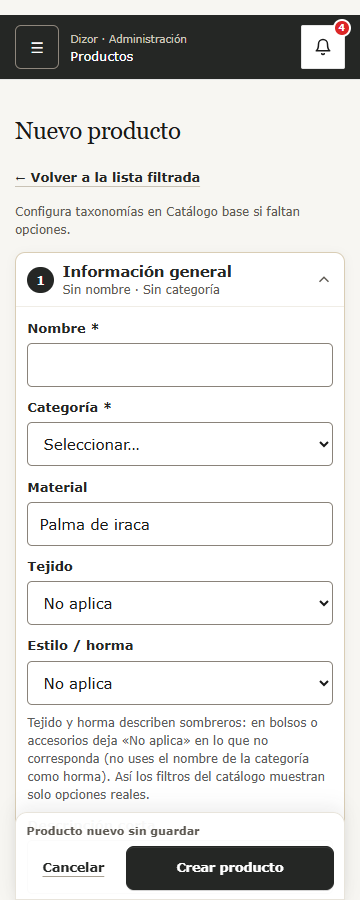 ☰
Dizor · Administración
Productos
4
Nuevo producto
← Volver a la lista filtrada
Configura taxonomías en Catálogo base si faltan
opciones.
1
Información general
Sin nombre · Sin categoría
Nombre *
Categoría *
Seleccionar...
Material
Palma de iraca
Tejido
No aplica
Estilo / horma
No aplica
Tejido y horma describen sombreros: en bolsos o
accesorios deja «No aplica» en lo que no
corresponda (no uses el nombre de la categoría
como horma). Así los filtros del catálogo muestran
solo opciones reales.
Producto nuevo sin guardar
Cancelar
Crear producto